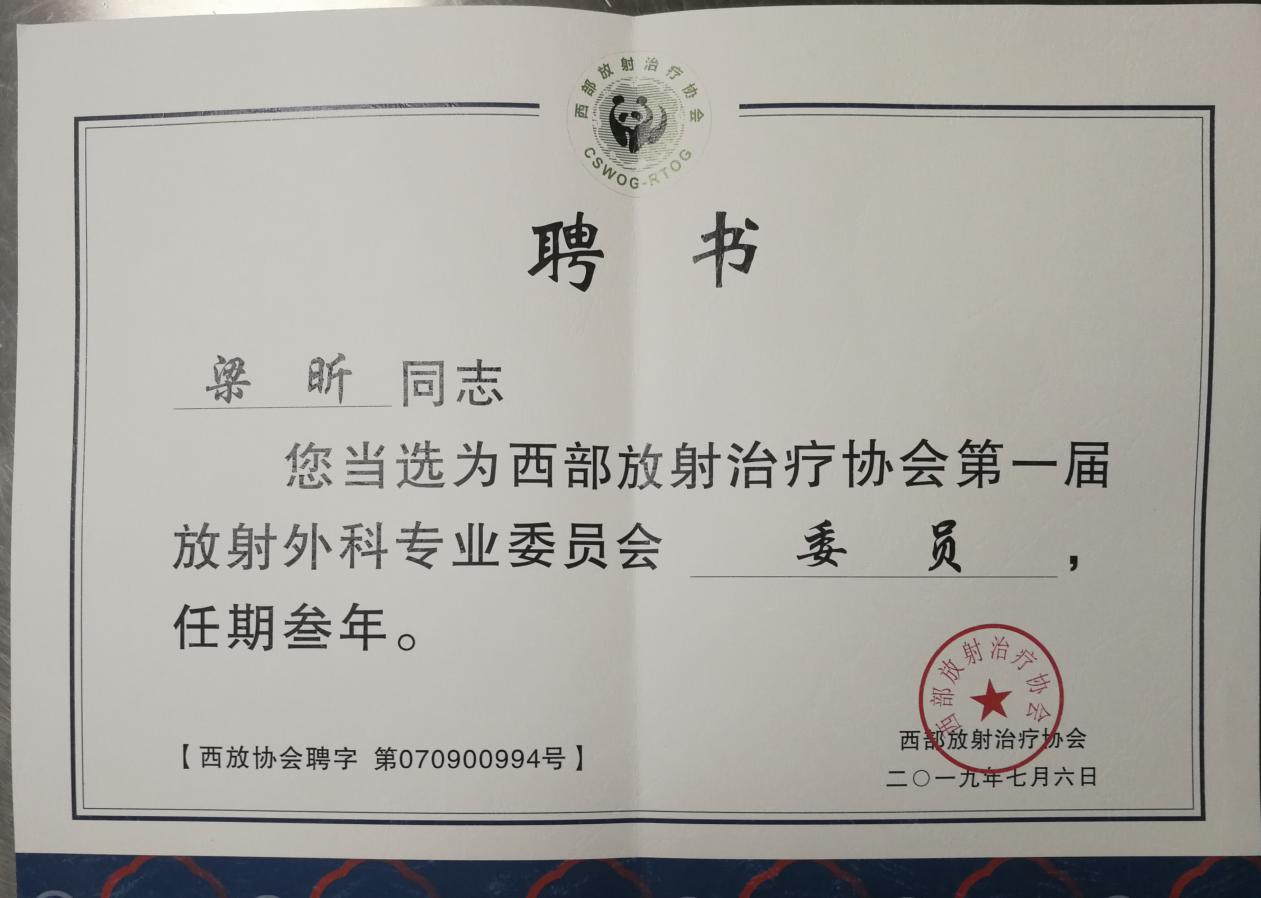 西部放射治疗协会
CSWOG-RTOG
聘 书
梁 昕 同志
您当选为西部放射治疗协会第一届
放射外科专业委员会 委 员，
任期叁年。
西部放射治疗协会
【西放协会聘字 第070900994号】
西部放射治疗协会
二〇一九年七月六日